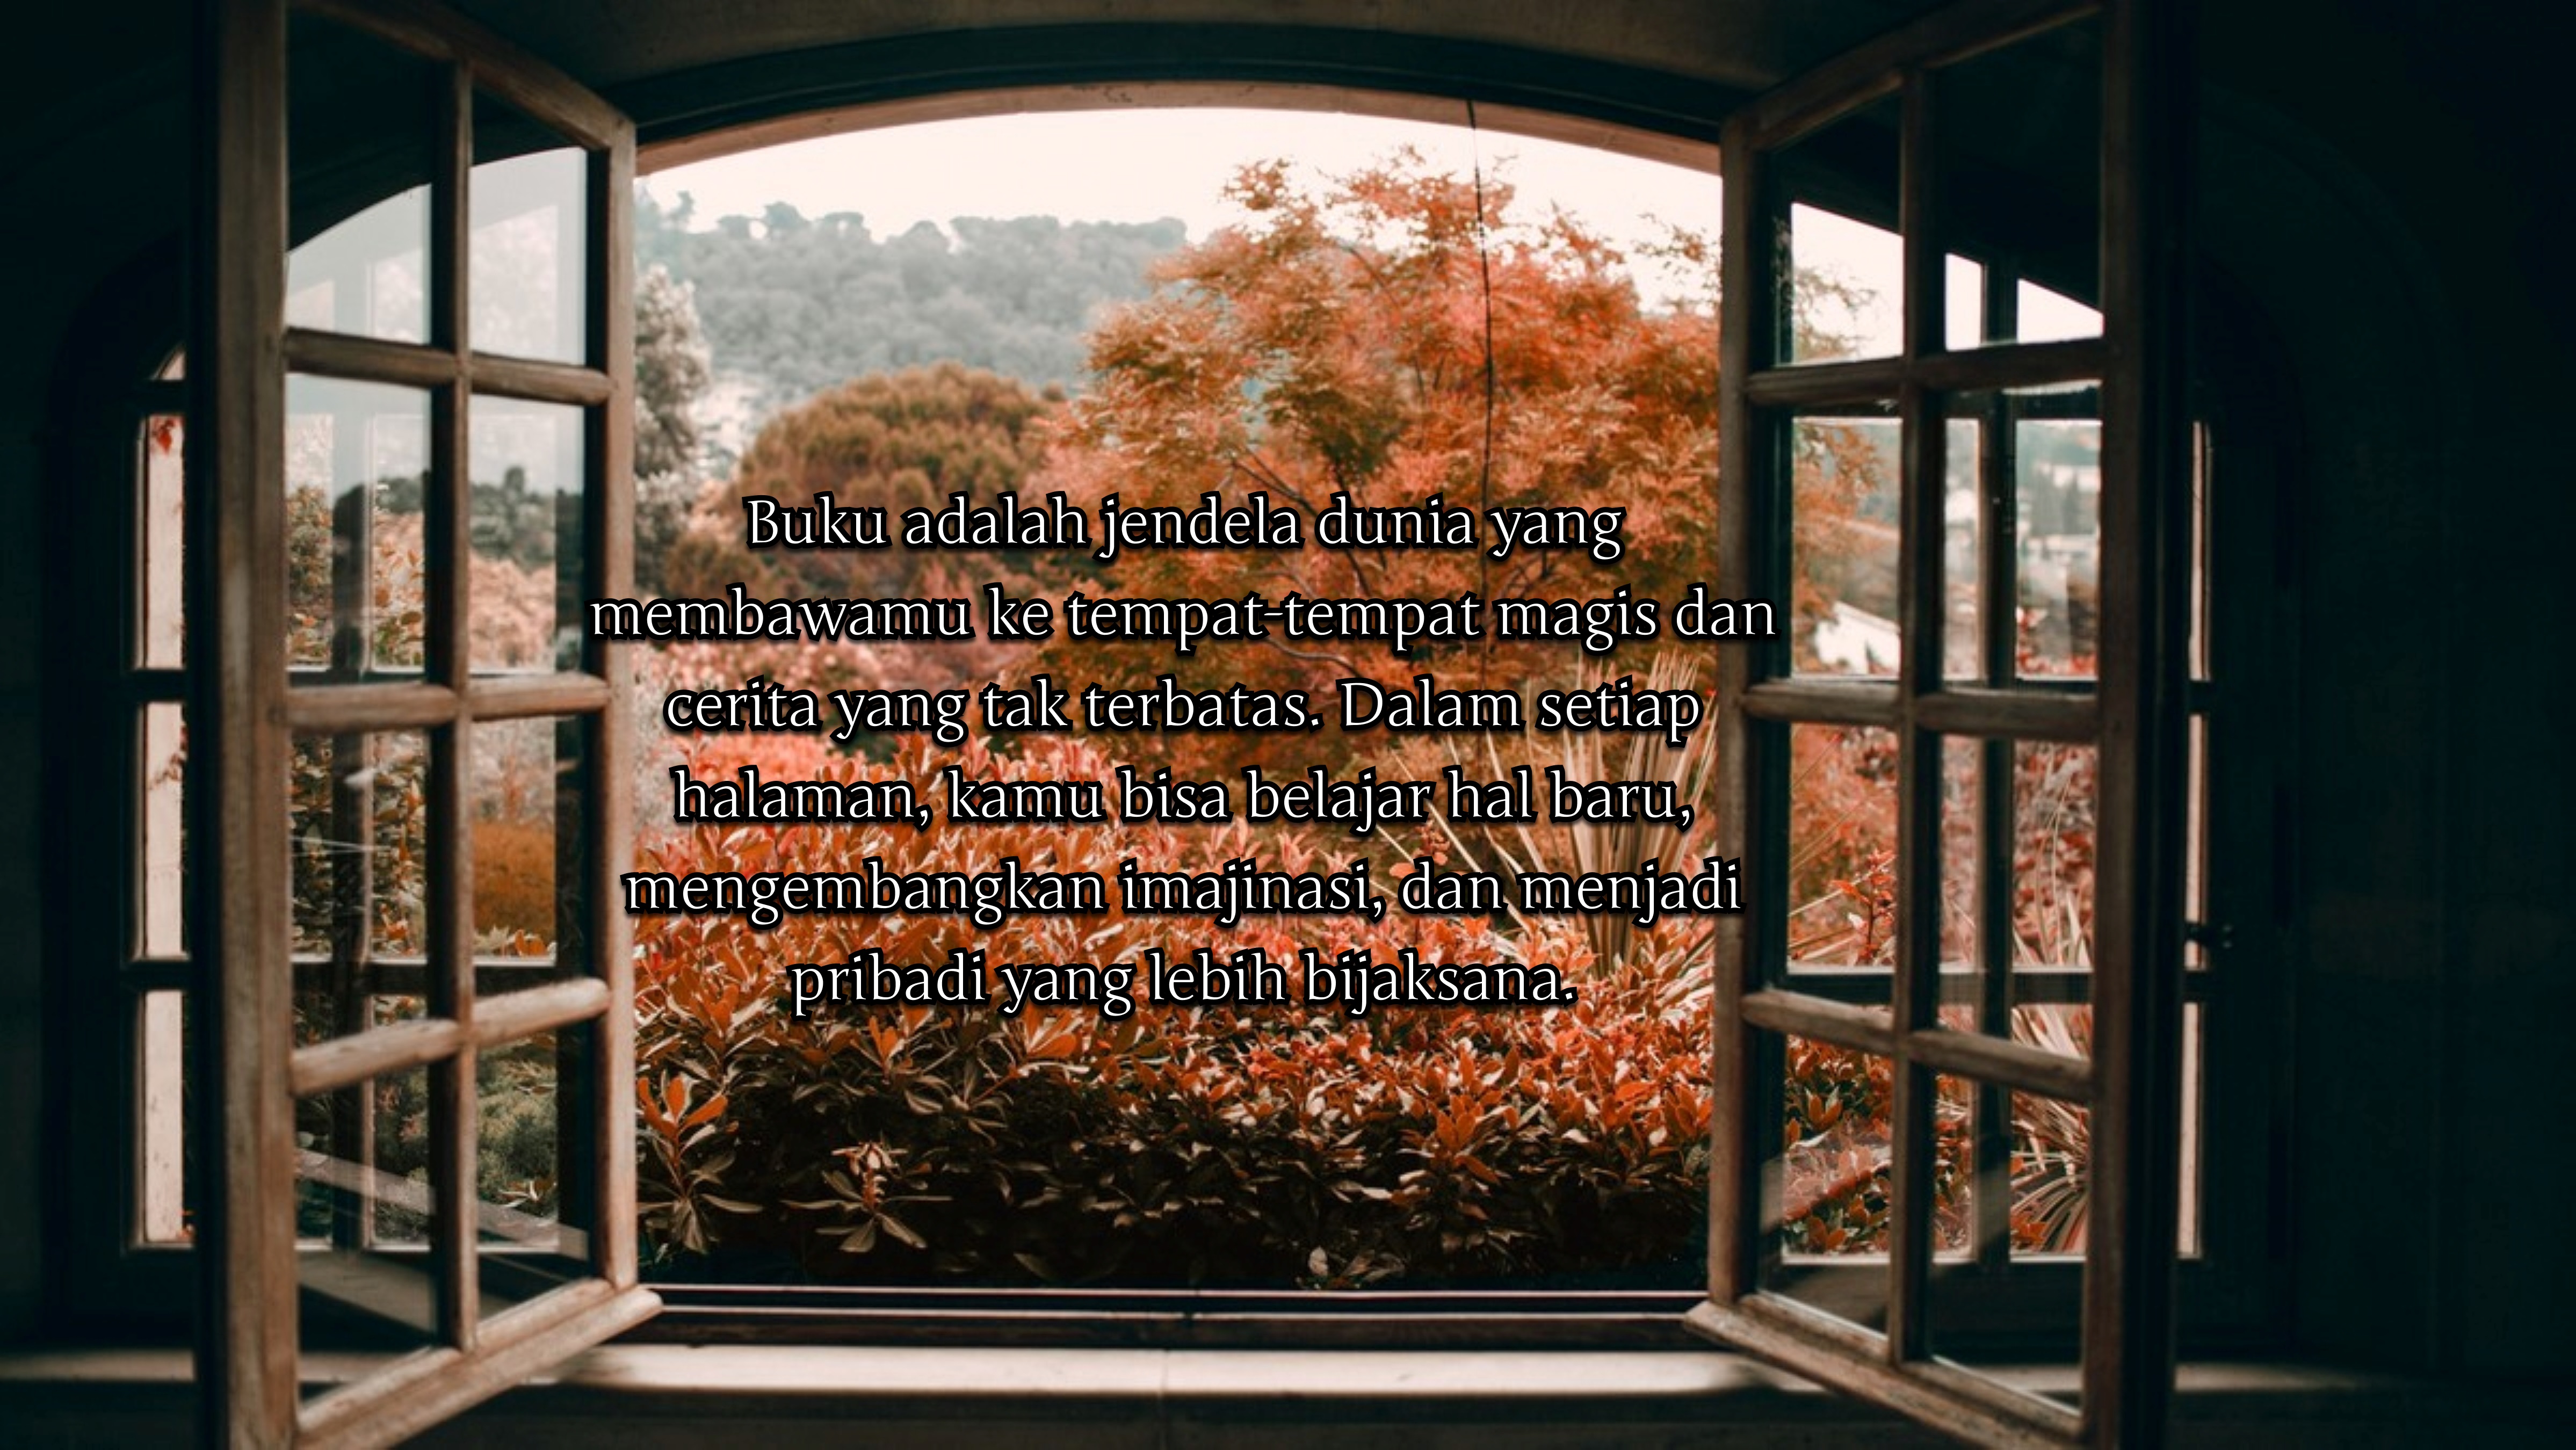 Buku adalah jendela dunia yang
membawamu ke tempat-tempat magis dan
cerita yang tak terbatas. Dalam setiap
halaman, kamu bisa belajar hal baru,
mengembangkan imajinasi, dan menjadi
pribadi yang lebih bijaksana.